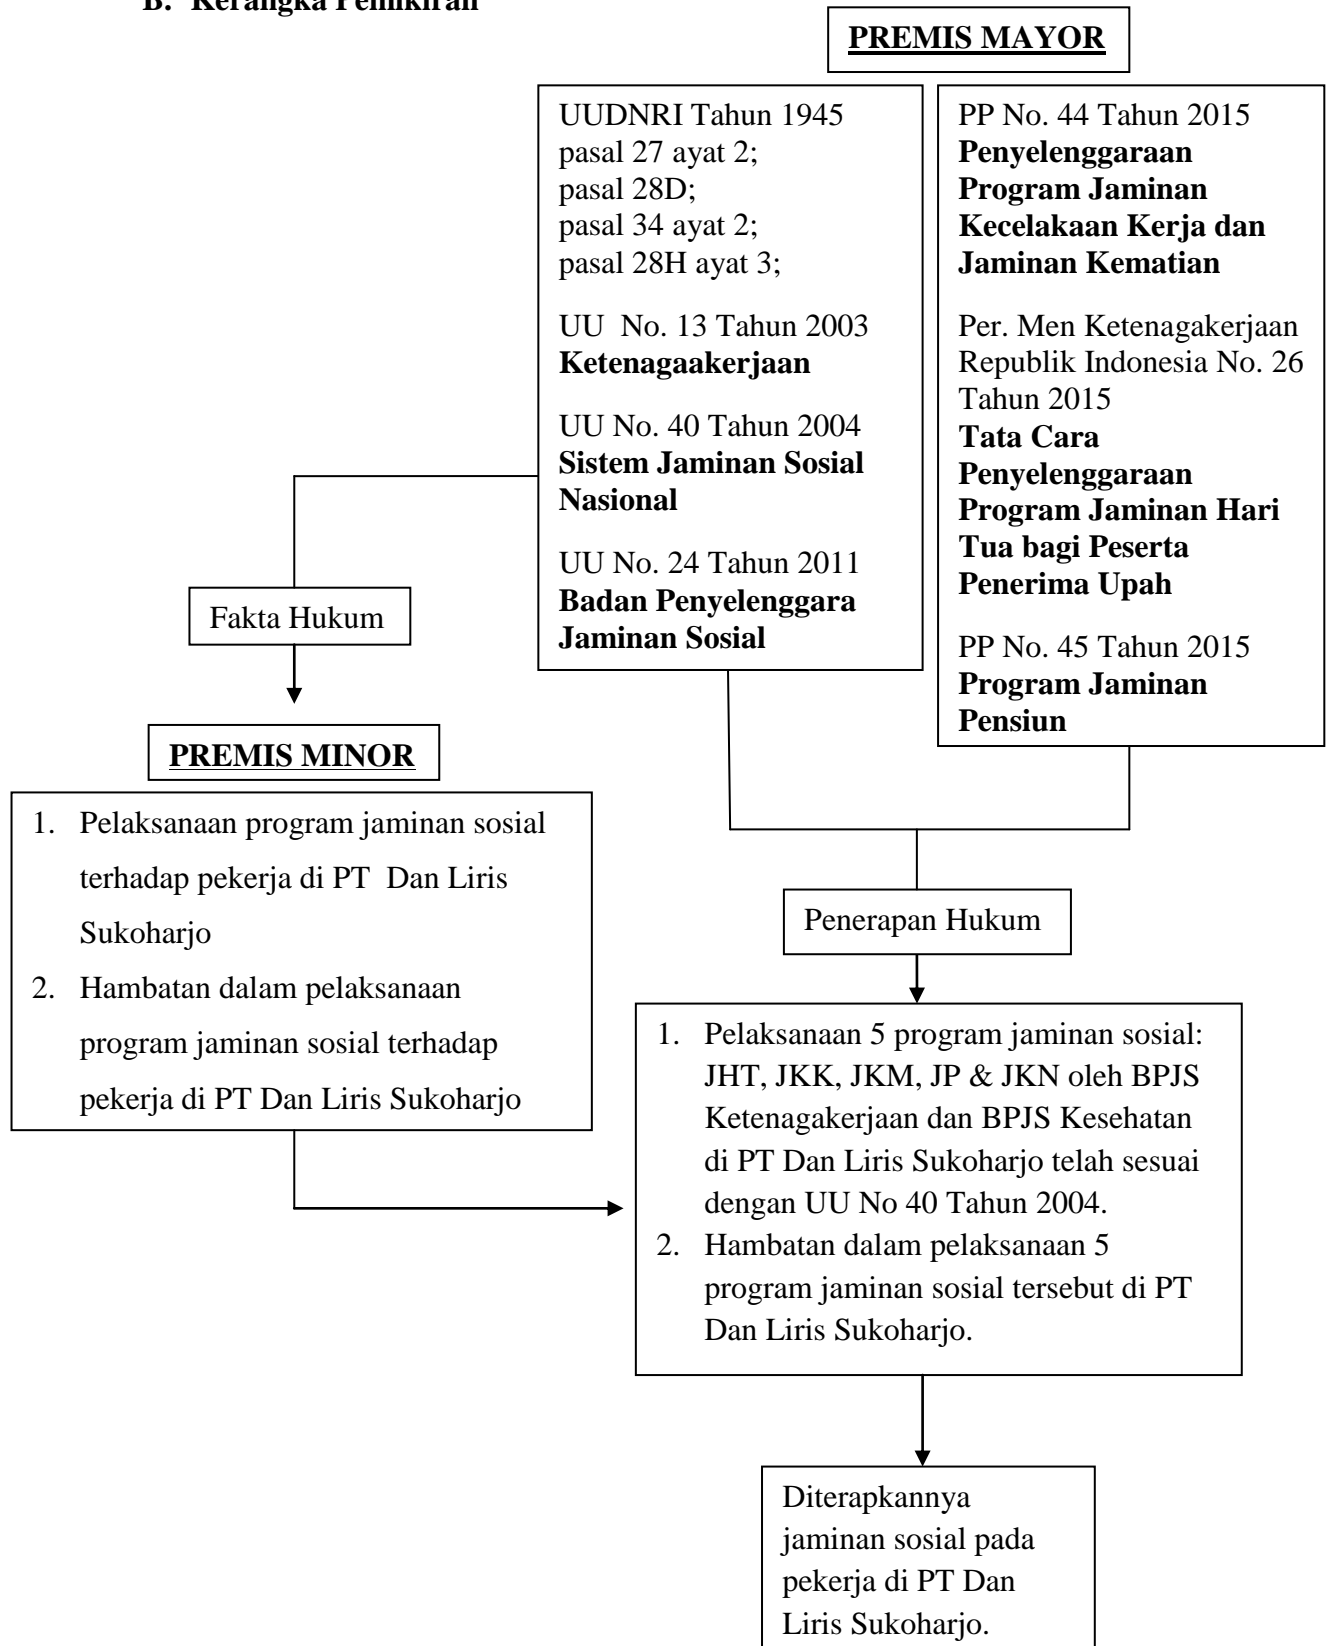 B. Kerangka Pemikiran
PREMIS MAYOR
UUDNRI Tahun 1945
pasal 27 ayat 2;
pasal 28D;
pasal 34 ayat 2;
pasal 28H ayat 3;
UU  No. 13 Tahun 2003
Ketenagaakerjaan
UU No. 40 Tahun 2004
Sistem Jaminan Sosial
Nasional
UU No. 24 Tahun 2011
Badan Penyelenggara
Jaminan Sosial
PP No. 44 Tahun 2015
Penyelenggaraan
Program Jaminan
Kecelakaan Kerja dan
Jaminan Kematian
Per. Men Ketenagakerjaan
Republik Indonesia No. 26
Tahun 2015
Tata Cara
Penyelenggaraan
Program Jaminan Hari
Tua bagi Peserta
Penerima Upah
PP No. 45 Tahun 2015
Program Jaminan
Pensiun
Fakta Hukum
PREMIS MINOR
1. Pelaksanaan program jaminan sosial
terhadap pekerja di PT  Dan Liris
Sukoharjo
2. Hambatan dalam pelaksanaan
program jaminan sosial terhadap
pekerja di PT Dan Liris Sukoharjo
Penerapan Hukum
1. Pelaksanaan 5 program jaminan sosial:
JHT, JKK, JKM, JP & JKN oleh BPJS
Ketenagakerjaan dan BPJS Kesehatan
di PT Dan Liris Sukoharjo telah sesuai
dengan UU No 40 Tahun 2004.
2. Hambatan dalam pelaksanaan 5
program jaminan sosial tersebut di PT
Dan Liris Sukoharjo.
Diterapkannya
jaminan sosial pada
pekerja di PT Dan
Liris Sukoharjo.